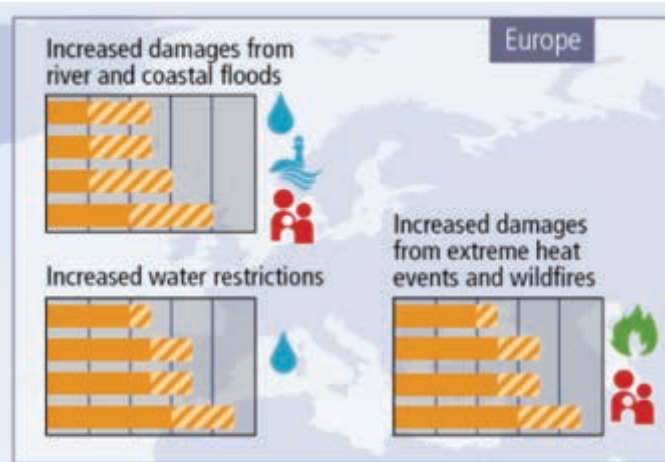 Europe
Increased damages from
river and coastal floods
Increased water restrictions
Increased damages
from extreme heat
events and wildfires